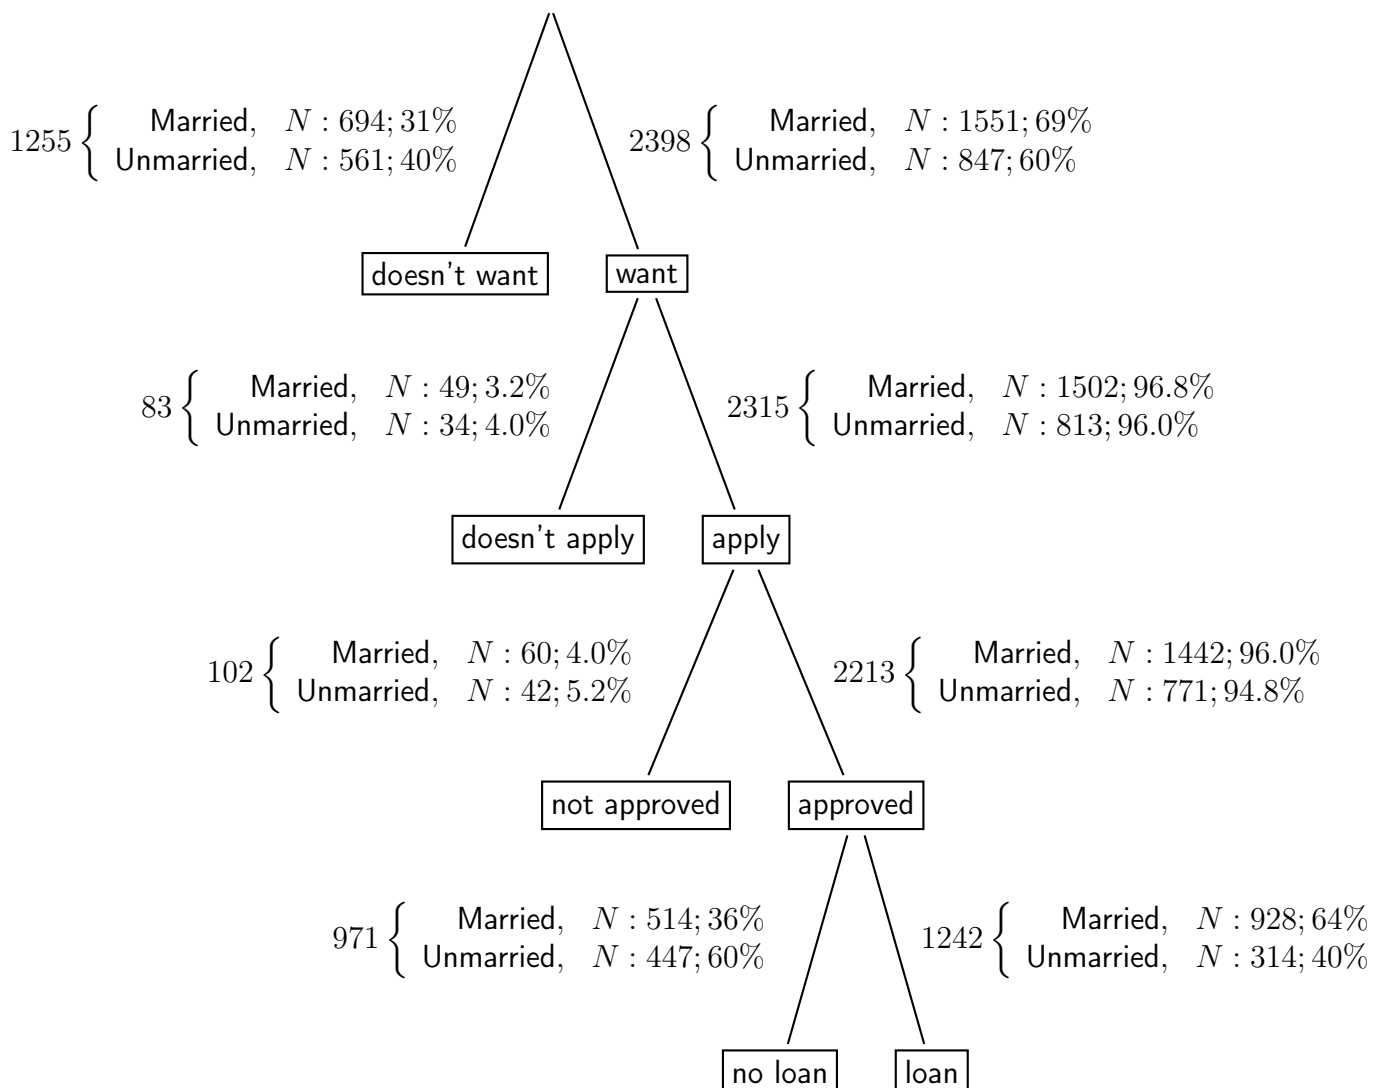 1255 { Married, N : 694; 31%
Unmarried, N : 561; 40%
2398 { Married, N : 1551; 69%
Unmarried, N : 847; 60%
doesn't want
want
83 { Married, N : 49; 3.2%
Unmarried, N : 34; 4.0%
2315 { Married, N : 1502; 96.8%
Unmarried, N : 813; 96.0%
doesn't apply
apply
102 { Married, N : 60; 4.0%
Unmarried, N : 42; 5.2%
2213 { Married, N : 1442; 96.0%
Unmarried, N : 771; 94.8%
not approved
approved
971 { Married, N : 514; 36%
Unmarried, N : 447; 60%
1242 { Married, N : 928; 64%
Unmarried, N : 314; 40%
no loan
loan